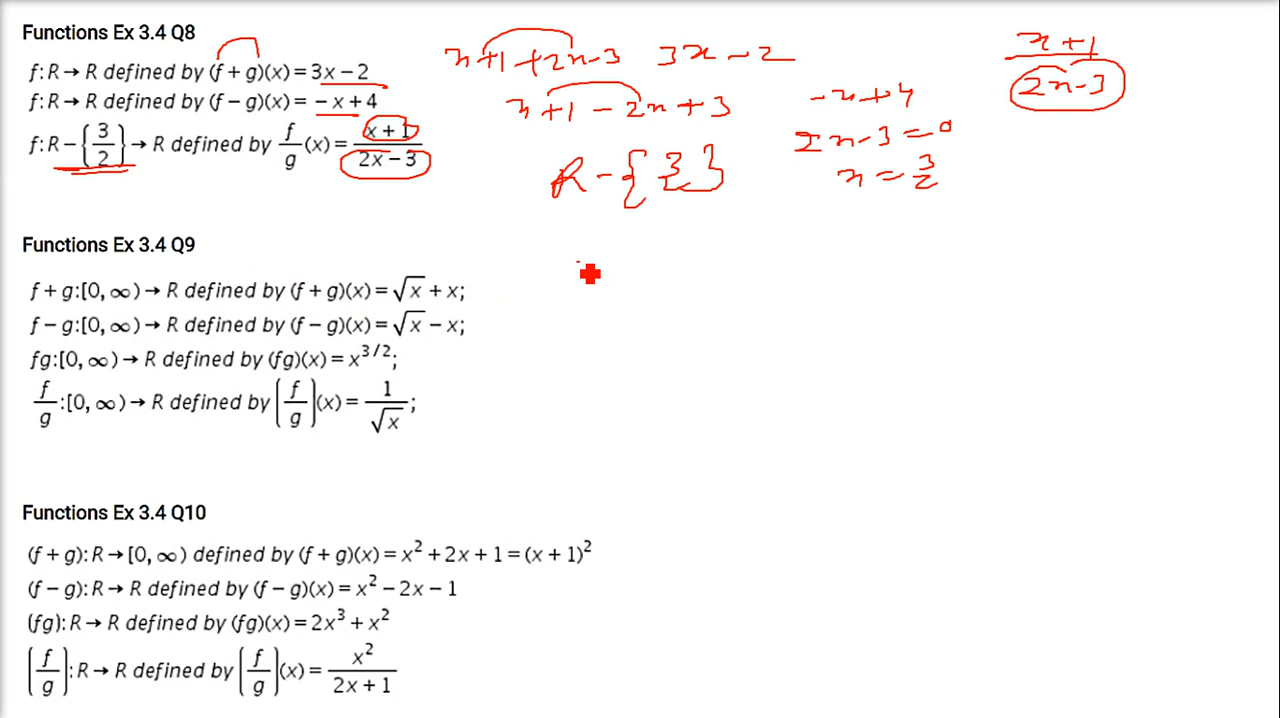 Functions Ex 3.4 Q8
f: R → R defined by (f + g)(x) = 3x − 2
f: R → R defined by (f − g)(x) = − x + 4
f: R − {3/2} → R defined by f/g (x) = (x + 1)/(2x − 3)
x+1+2x-3 3x-2
x+1-2x+3 -x+4
2x-3=0
x=3/2
R-{3/2}
x+1
2x-3
Functions Ex 3.4 Q9
f + g:[0, ∞) → R defined by (f + g)(x) = √x + x;
f − g:[0, ∞) → R defined by (f − g)(x) = √x − x;
fg:[0, ∞) → R defined by (fg)(x) = x^3/2;
f/g :[0, ∞) → R defined by (f/g)(x) = 1/√x;
Functions Ex 3.4 Q10
(f + g): R → [0, ∞) defined by (f + g)(x) = x² + 2x + 1 = (x + 1)²
(f − g): R → R defined by (f − g)(x) = x² − 2x − 1
(fg): R → R defined by (fg)(x) = 2x³ + x²
(f/g): R → R defined by (f/g)(x) = x²/(2x + 1)